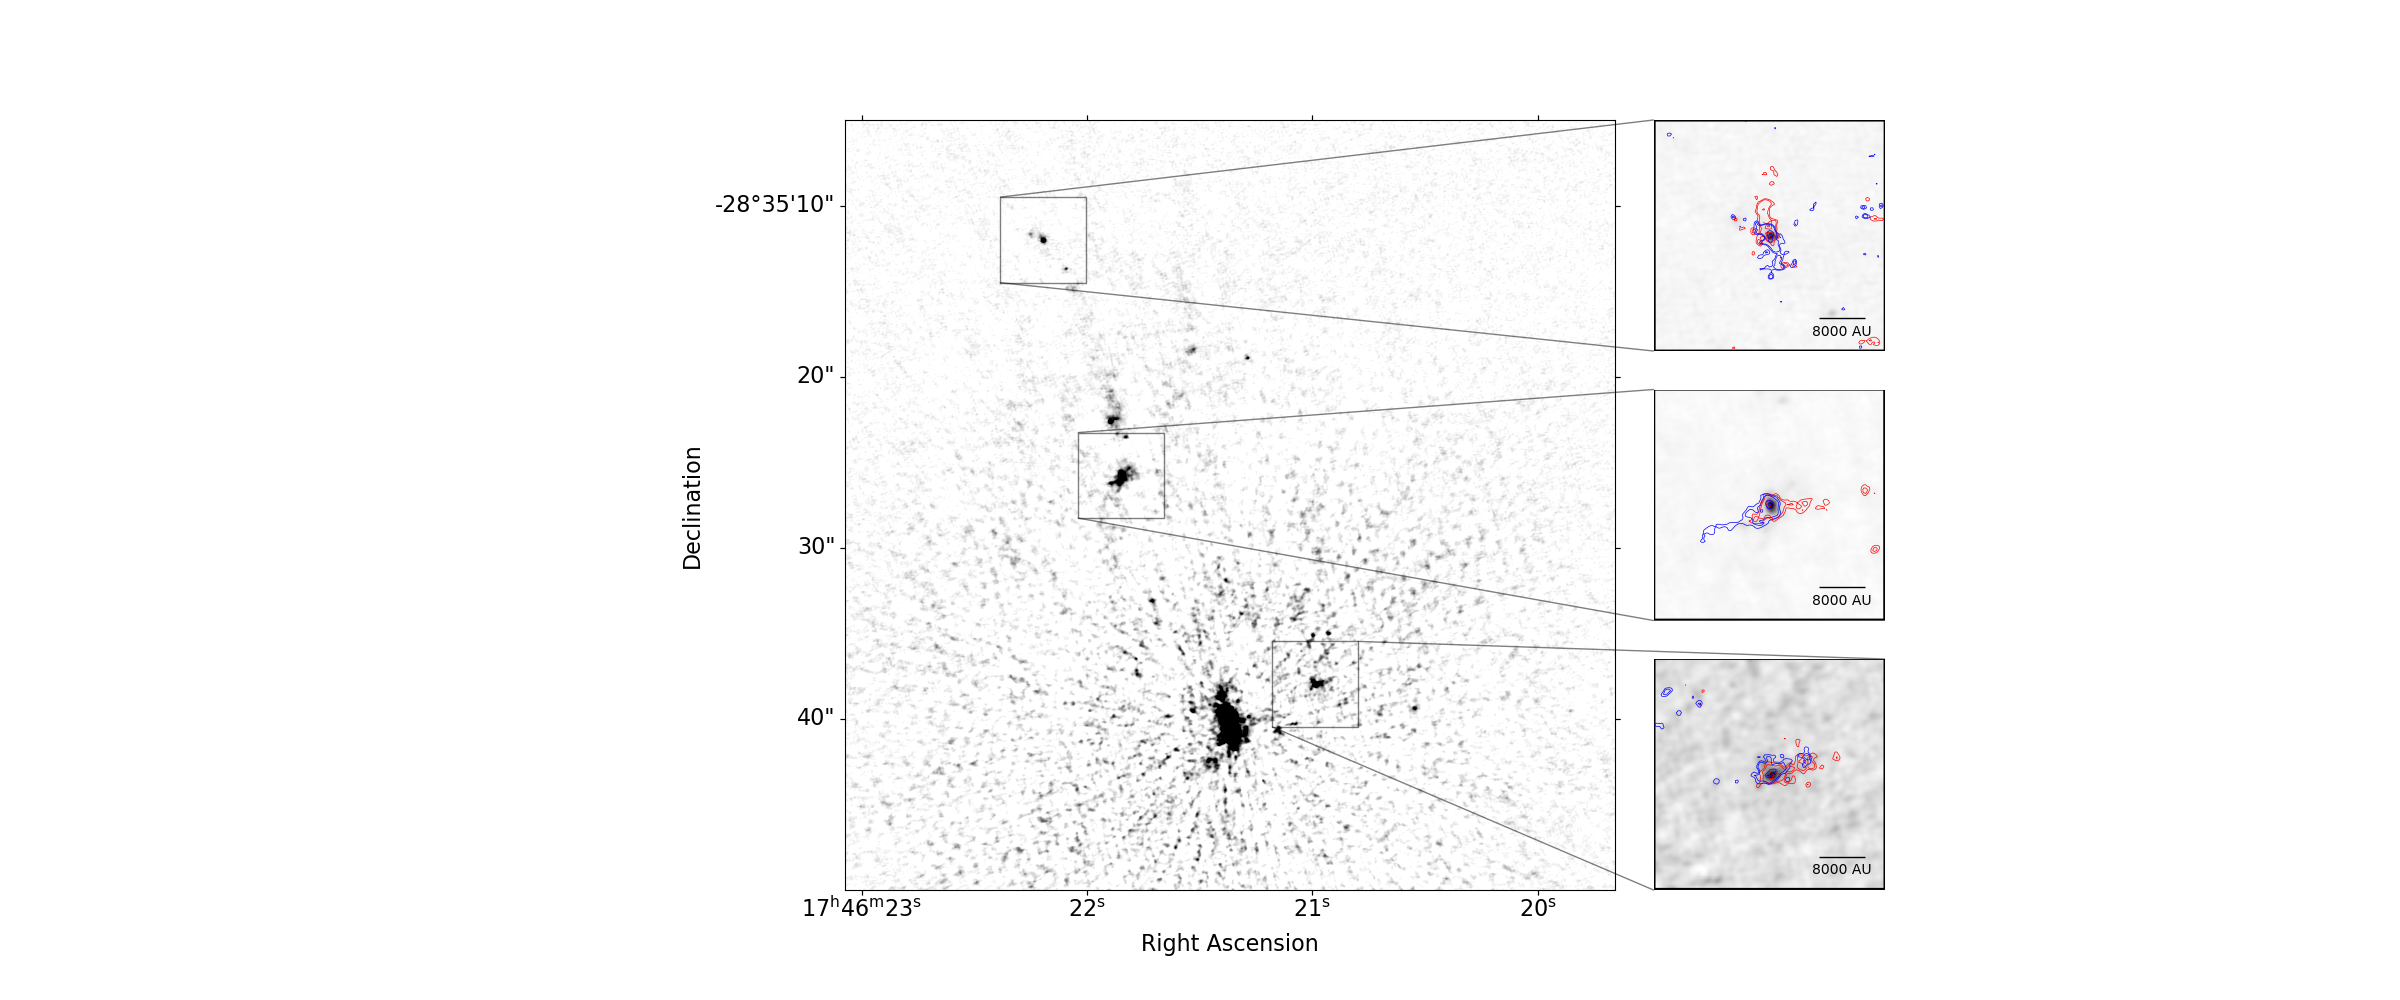 -28°35'10"
20"
30"
40"
Declination
17ʰ46ᵐ23ˢ
22ˢ
21ˢ
20ˢ
Right Ascension
8000 AU
8000 AU
8000 AU